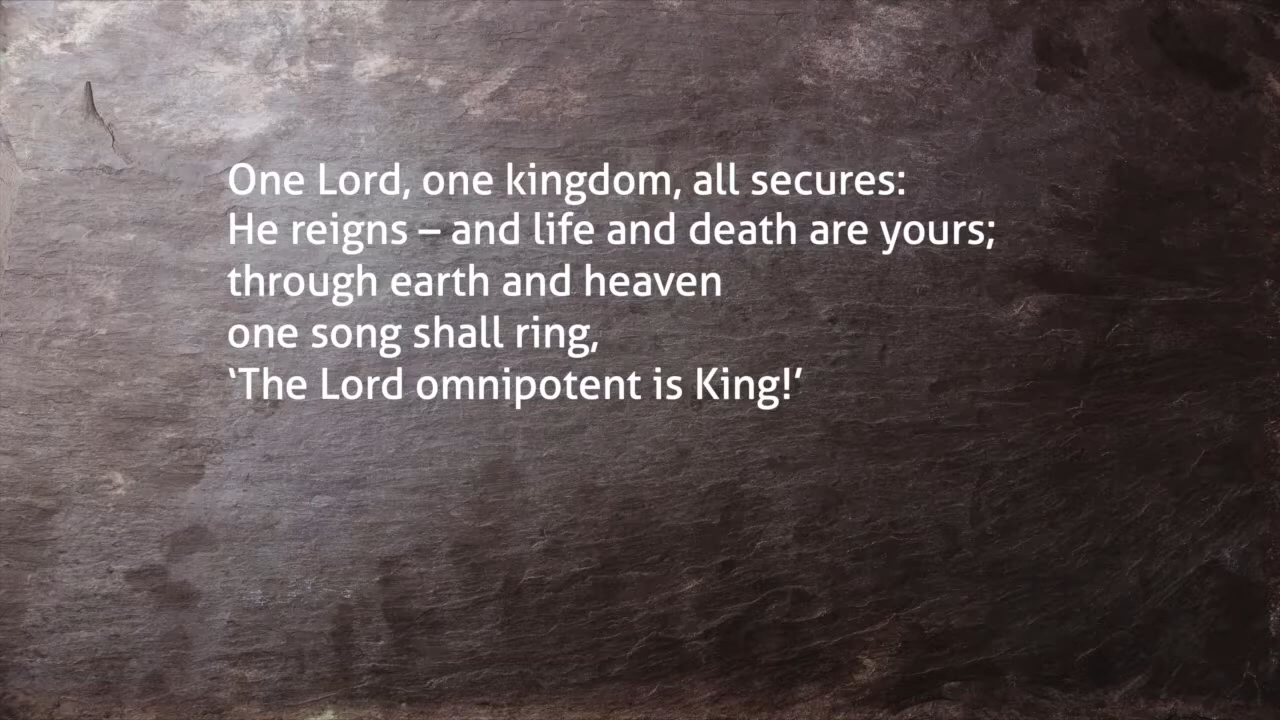 One Lord, one kingdom, all secures:
He reigns – and life and death are yours;
through earth and heaven
one song shall ring,
‘The Lord omnipotent is King!’